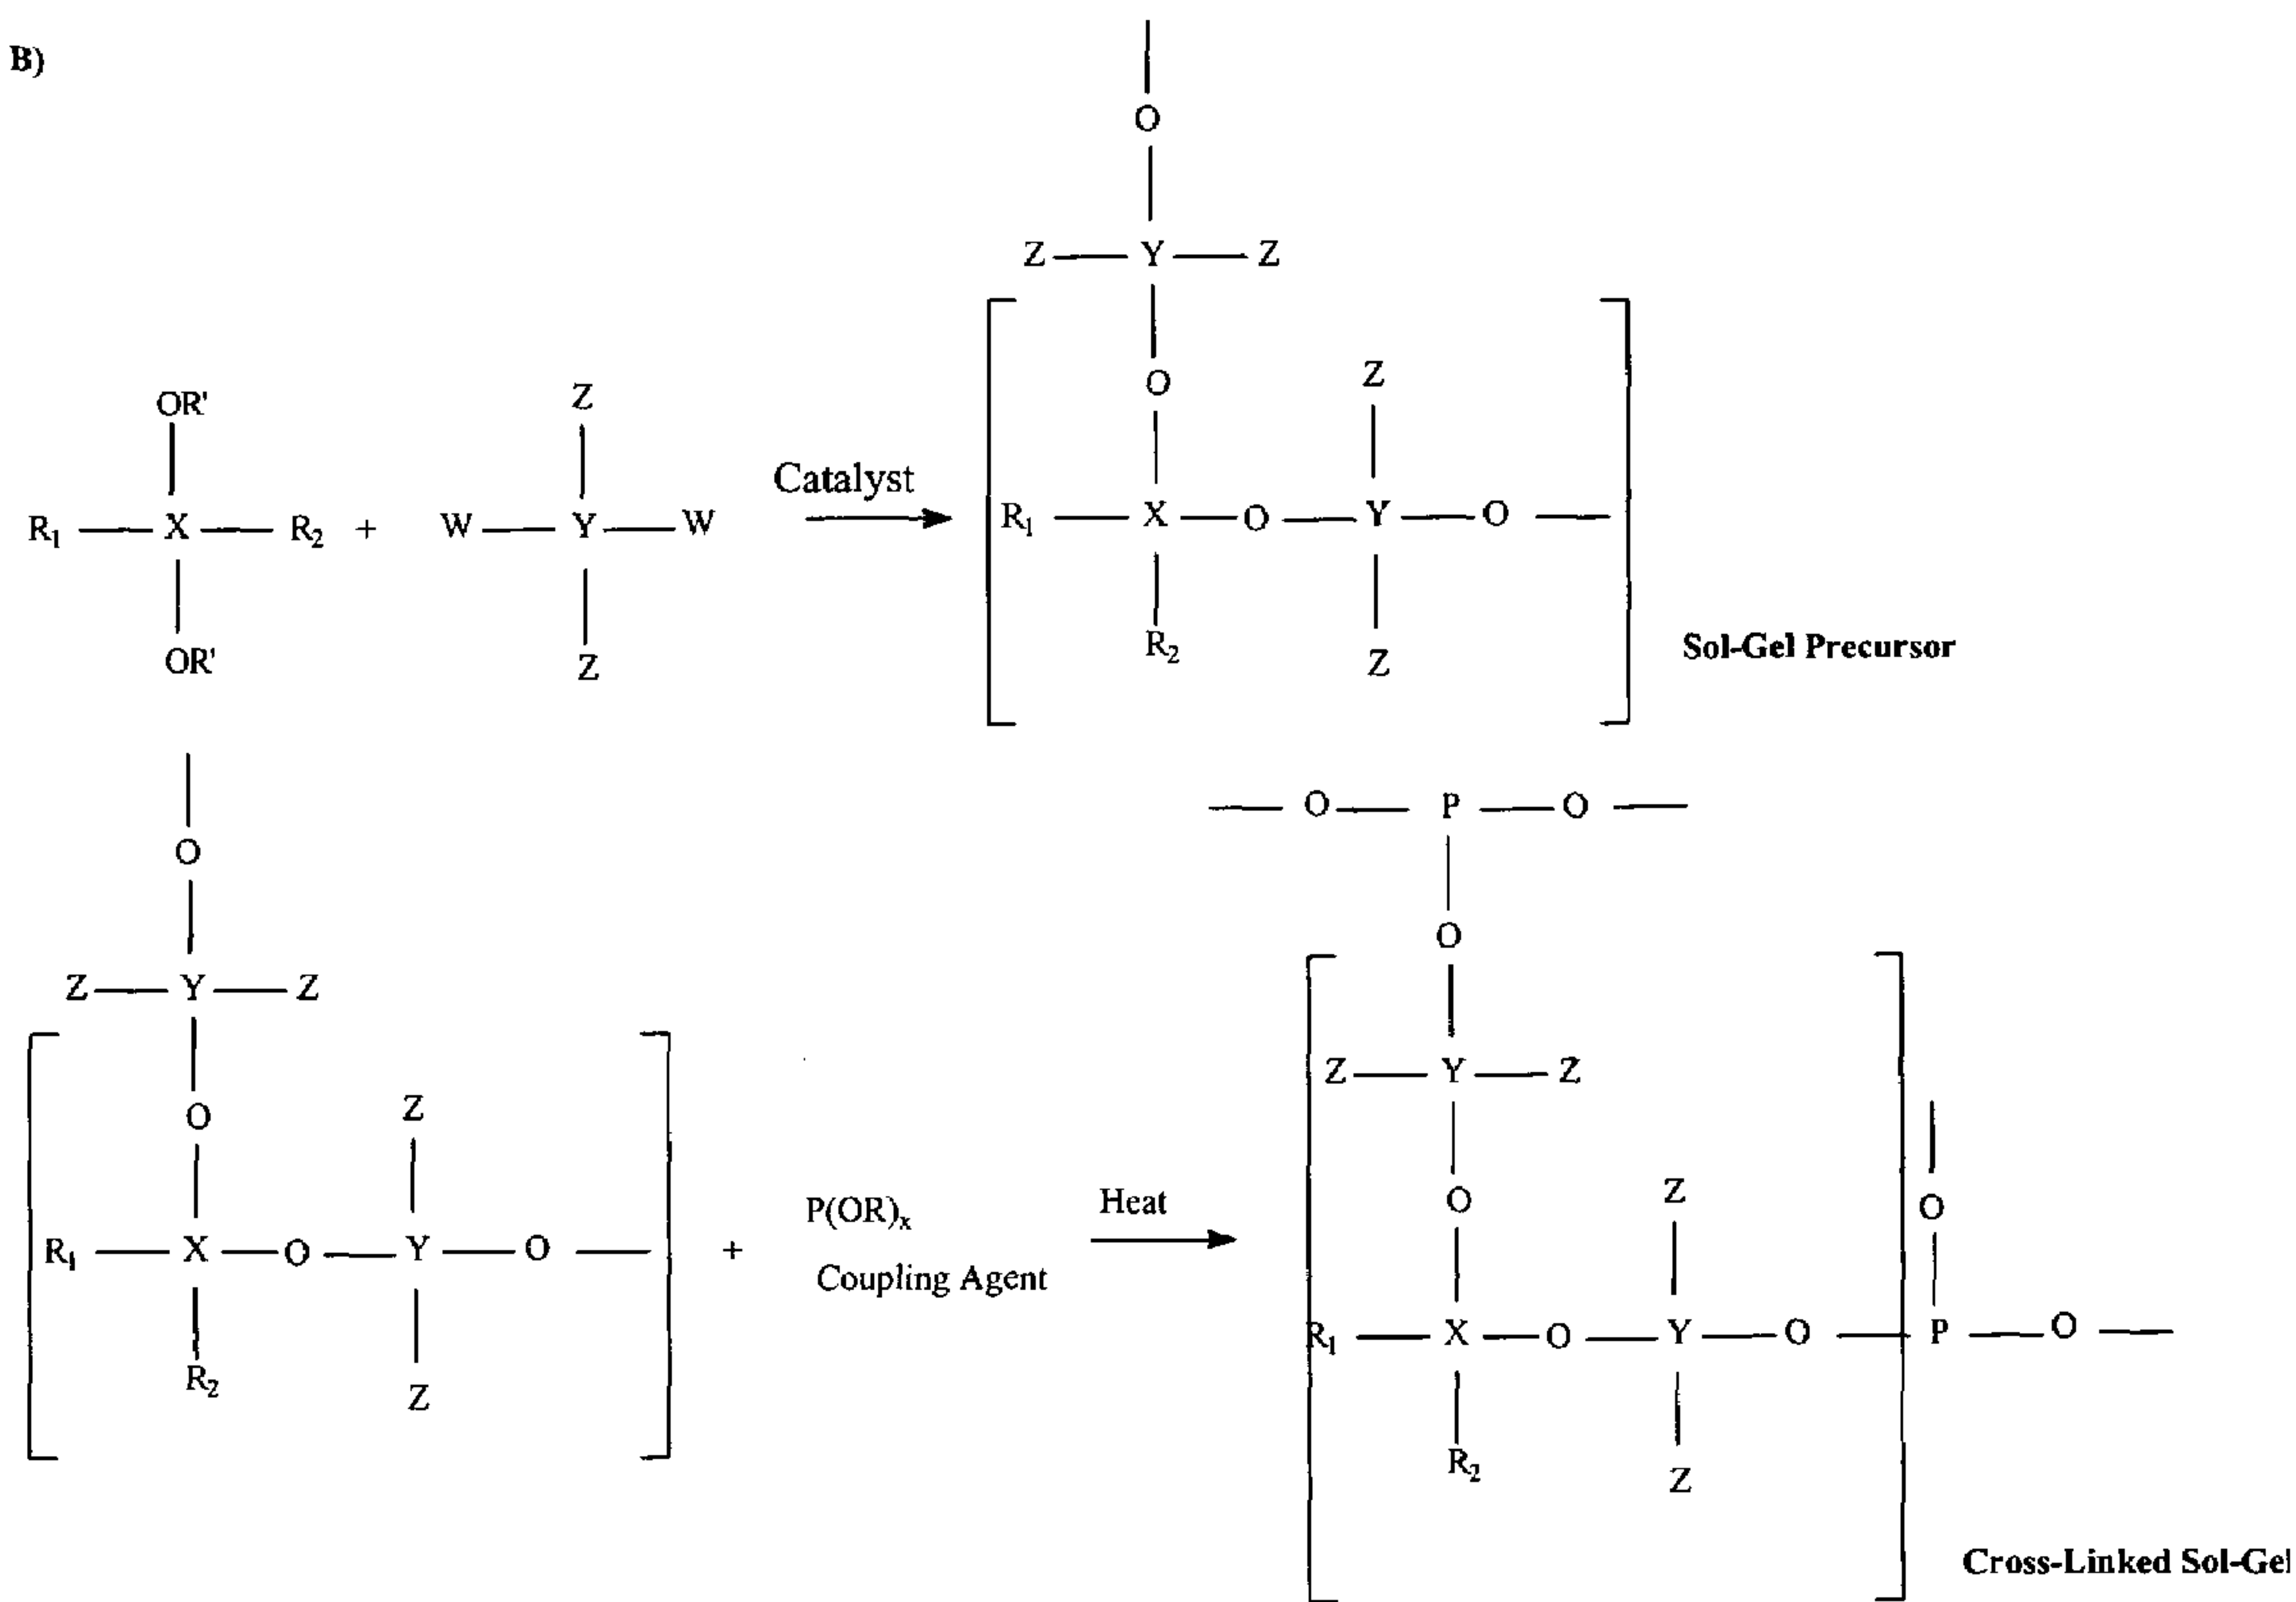 B)
O
Z — Y — Z
O
Z
OR'
Catalyst
R₁ — X — R₂ + W — Y — W
R₁ — X — O — Y — O —
Z
OR'
Z
R₂
Z
Sol-Gel Precursor
— O — P — O —
O
O
Z — Y — Z
Z — Y — Z
O
Z
O
Z
O
R₁ — X — O — Y — O — + P(OR)ₓ
Coupling Agent
Heat
R₁ — X — O — Y — O — P — O —
R₂
Z
R₂
Z
Cross-Linked Sol-Gel